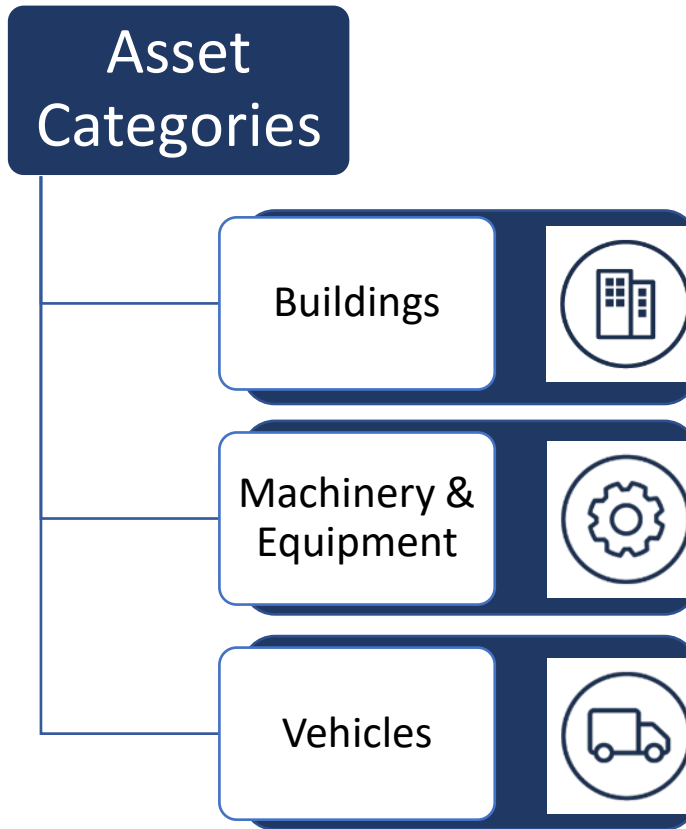 Asset
Categories
Buildings
Machinery &
Equipment
Vehicles